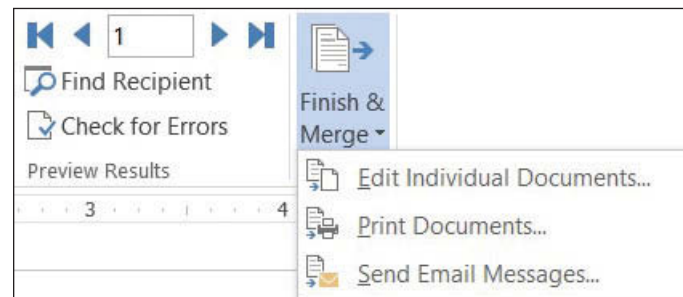 1
Find Recipient
Check for Errors
Preview Results
Finish &
Merge
3 4
Edit Individual Documents...
Print Documents...
Send Email Messages...